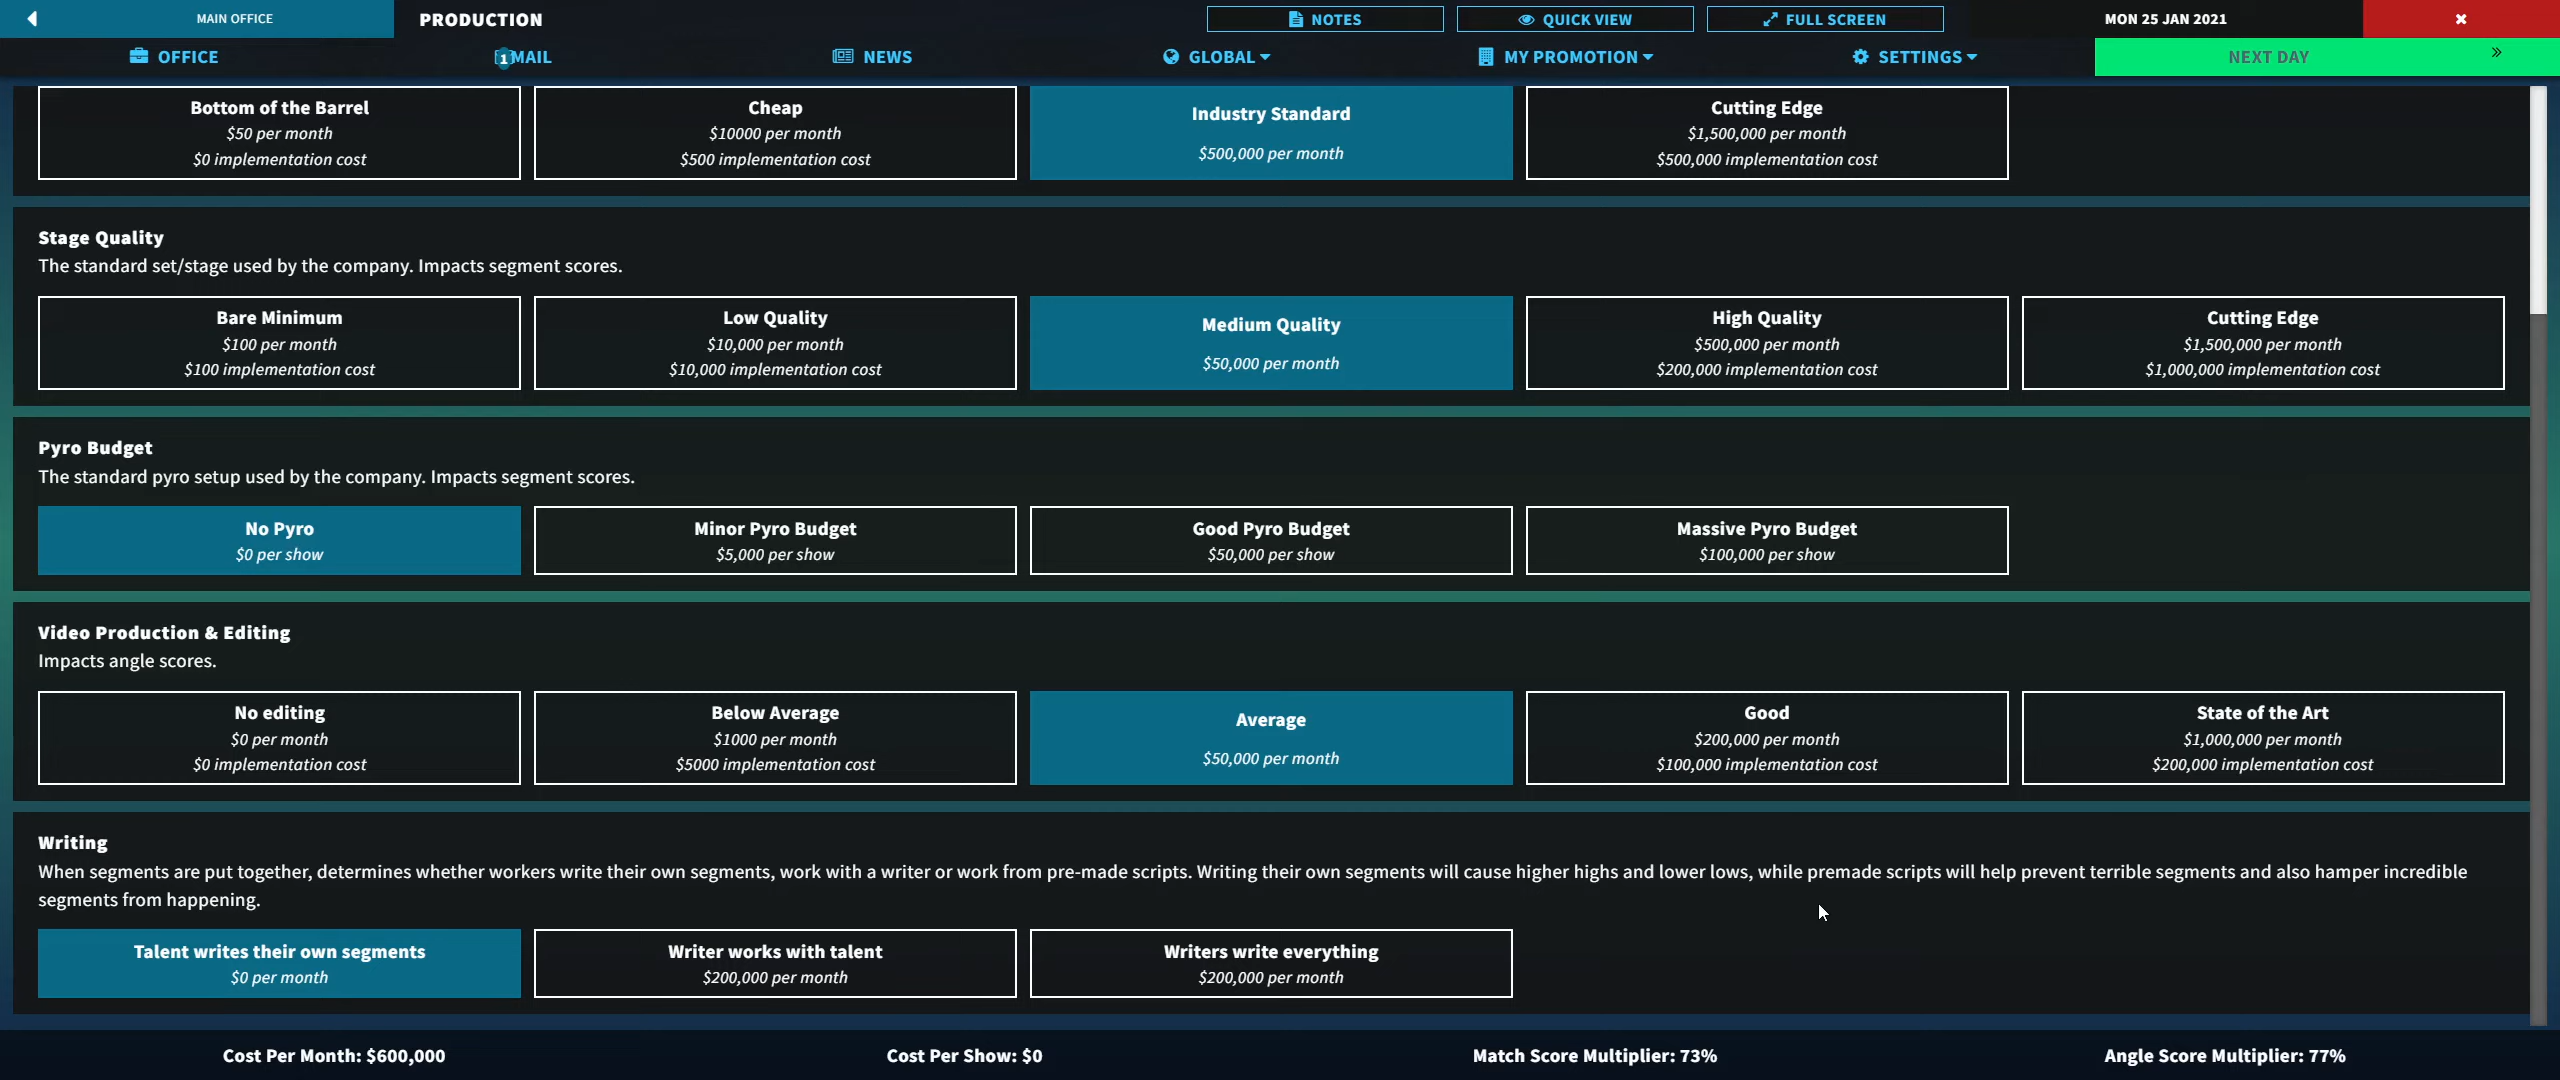 MAIN OFFICE
PRODUCTION
NOTES
QUICK VIEW
FULL SCREEN
MON 25 JAN 2021
OFFICE
1
MAIL
NEWS
GLOBAL
MY PROMOTION
SETTINGS
NEXT DAY
Bottom of the Barrel
$50 per month
$0 implementation cost
Cheap
$10000 per month
$500 implementation cost
Industry Standard
$500,000 per month
Cutting Edge
$1,500,000 per month
$500,000 implementation cost
Stage Quality
The standard set/stage used by the company. Impacts segment scores.
Bare Minimum
$100 per month
$100 implementation cost
Low Quality
$10,000 per month
$10,000 implementation cost
Medium Quality
$50,000 per month
High Quality
$500,000 per month
$200,000 implementation cost
Cutting Edge
$1,500,000 per month
$1,000,000 implementation cost
Pyro Budget
The standard pyro setup used by the company. Impacts segment scores.
No Pyro
$0 per show
Minor Pyro Budget
$5,000 per show
Good Pyro Budget
$50,000 per show
Massive Pyro Budget
$100,000 per show
Video Production & Editing
Impacts angle scores.
No editing
$0 per month
$0 implementation cost
Below Average
$1000 per month
$5000 implementation cost
Average
$50,000 per month
Good
$200,000 per month
$100,000 implementation cost
State of the Art
$1,000,000 per month
$200,000 implementation cost
Writing
When segments are put together, determines whether workers write their own segments, work with a writer or work from pre-made scripts. Writing their own segments will cause higher highs and lower lows, while premade scripts will help prevent terrible segments and also hamper incredible
segments from happening.
Talent writes their own segments
$0 per month
Writer works with talent
$200,000 per month
Writers write everything
$200,000 per month
Cost Per Month: $600,000
Cost Per Show: $0
Match Score Multiplier: 73%
Angle Score Multiplier: 77%